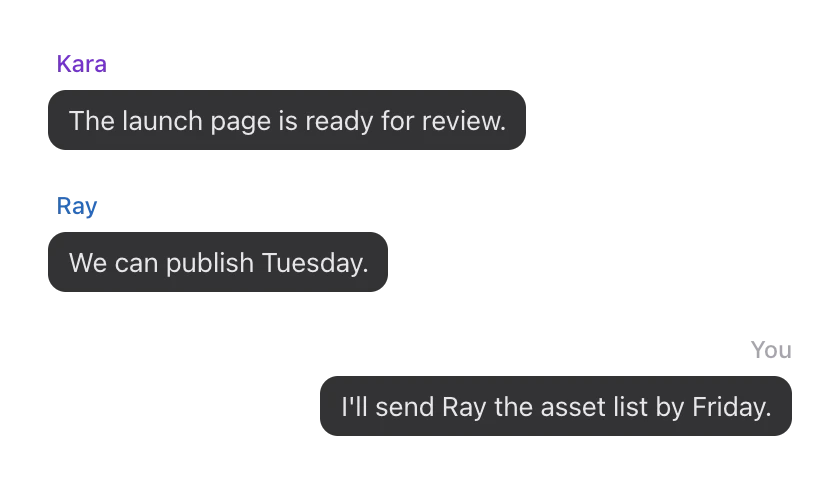 Kara
The launch page is ready for review.
Ray
We can publish Tuesday.
You
I'll send Ray the asset list by Friday.